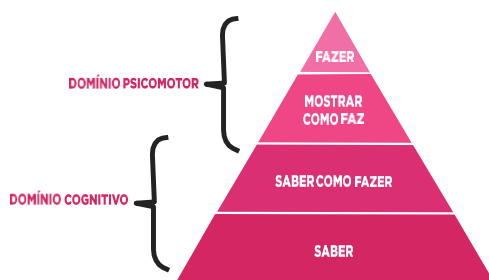 FAZER
DOMÍNIO PSICOMOTOR
MOSTRAR
COMO FAZ
SABER COMO FAZER
DOMÍNIO COGNITIVO
SABER